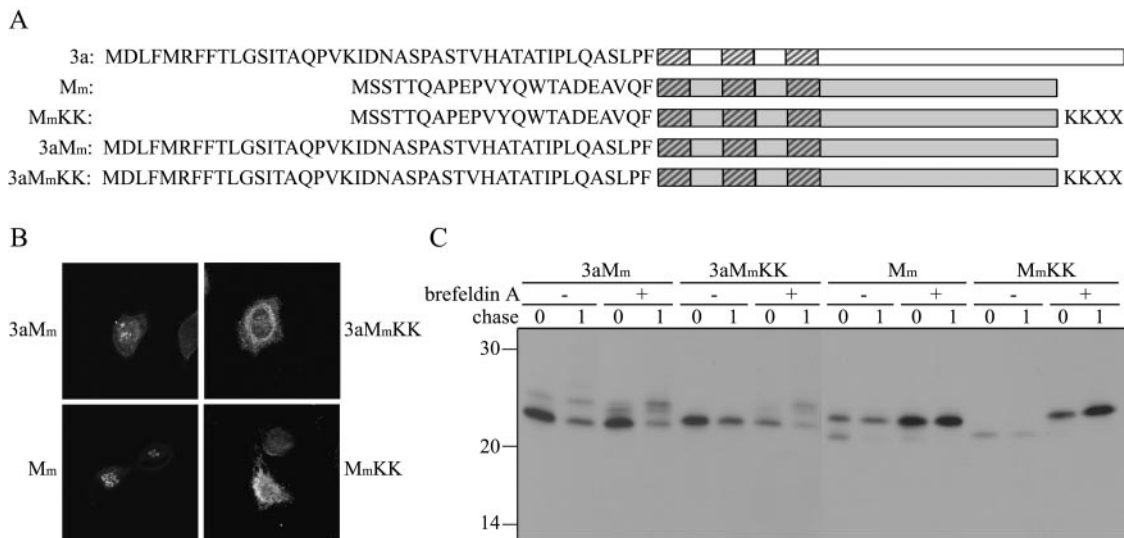 A
3a: MDLFMRFFTLGSITAQPVKIDNASPASTVHATATIPLQASLPF
Mm: MSSTTQAPEPVYQWTADEAVQF
MmKK: MSSTTQAPEPVYQWTADEAVQF KKXX
3aMm: MDLFMRFFTLGSITAQPVKIDNASPASTVHATATIPLQASLPF
3aMmKK: MDLFMRFFTLGSITAQPVKIDNASPASTVHATATIPLQASLPF KKXX
B
3aMm 3aMmKK
Mm MmKK
C
3aMm 3aMmKK Mm MmKK
brefeldin A - + - + - + - +
chase 0 1 0 1 0 1 0 1 0 1 0 1 0 1 0 1
30
20
14